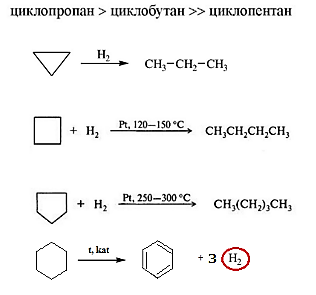 циклопропан > циклобутан >> циклопентан
H₂
CH₃−CH₂−CH₃
+ H₂ Pt, 120—150 °C CH₃CH₂CH₂CH₃
+ H₂ Pt, 250—300 °C CH₃(CH₂)₃CH₃
t, kat + 3 H₂